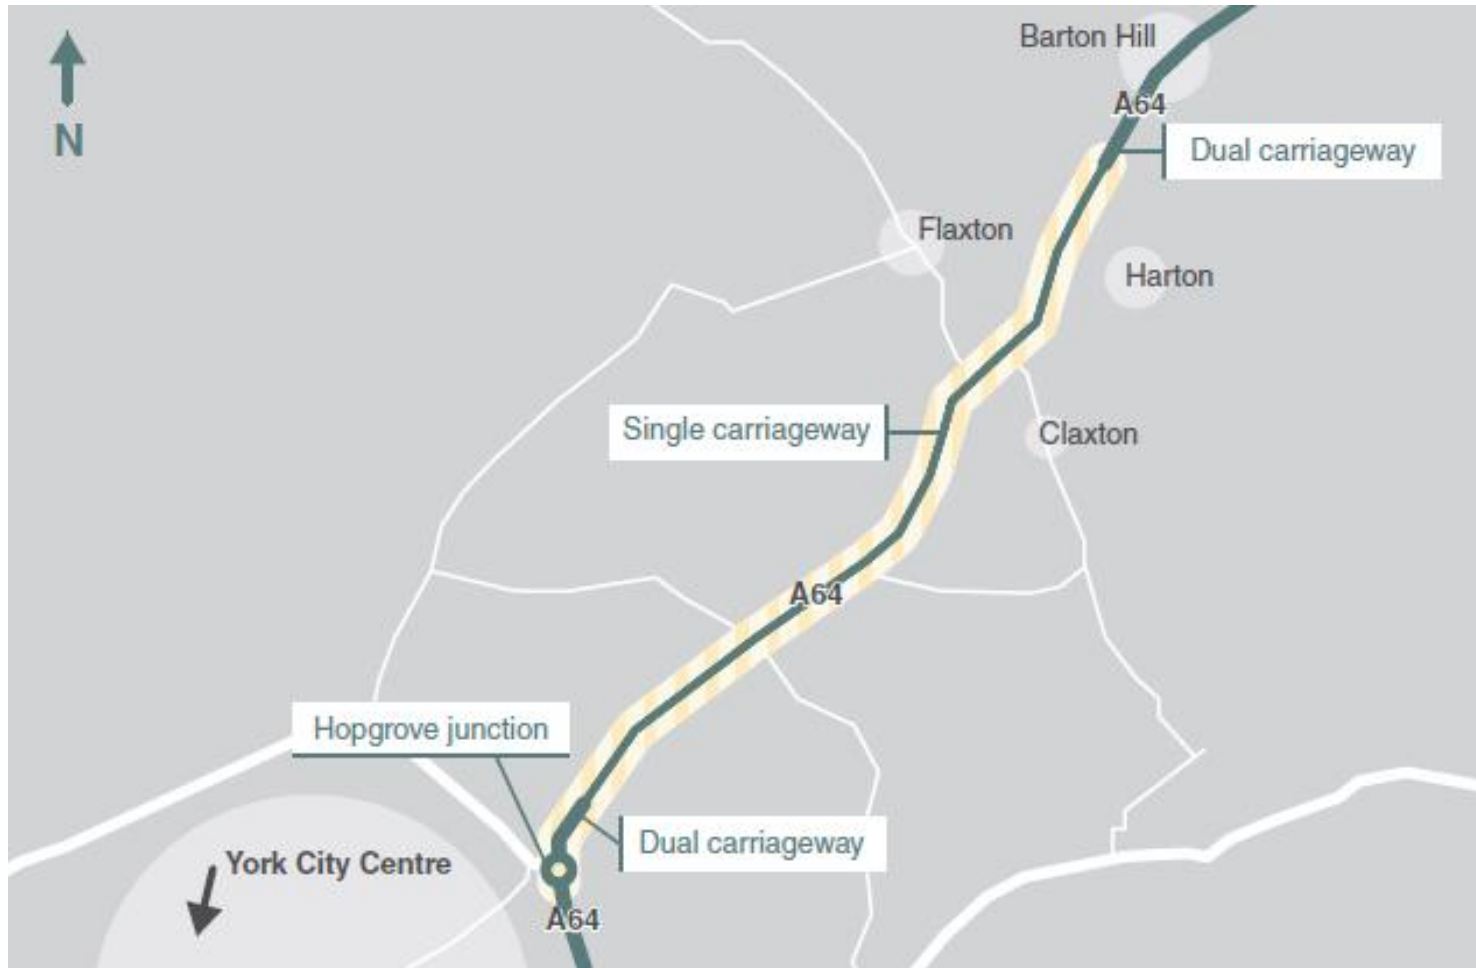 Barton Hill
A64
N
Dual carriageway
Flaxton
Harton
Single carriageway
Claxton
A64
Hopgrove junction
Dual carriageway
York City Centre
A64